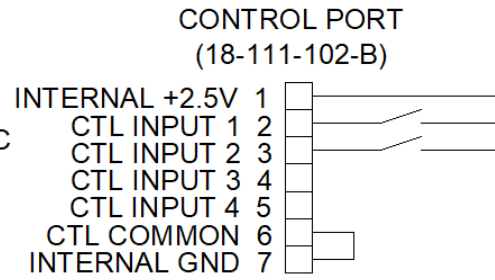 CONTROL PORT
(18-111-102-B)
INTERNAL +2.5V 1
CTL INPUT 1 2
C
CTL INPUT 2 3
CTL INPUT 3 4
CTL INPUT 4 5
CTL COMMON 6
INTERNAL GND 7